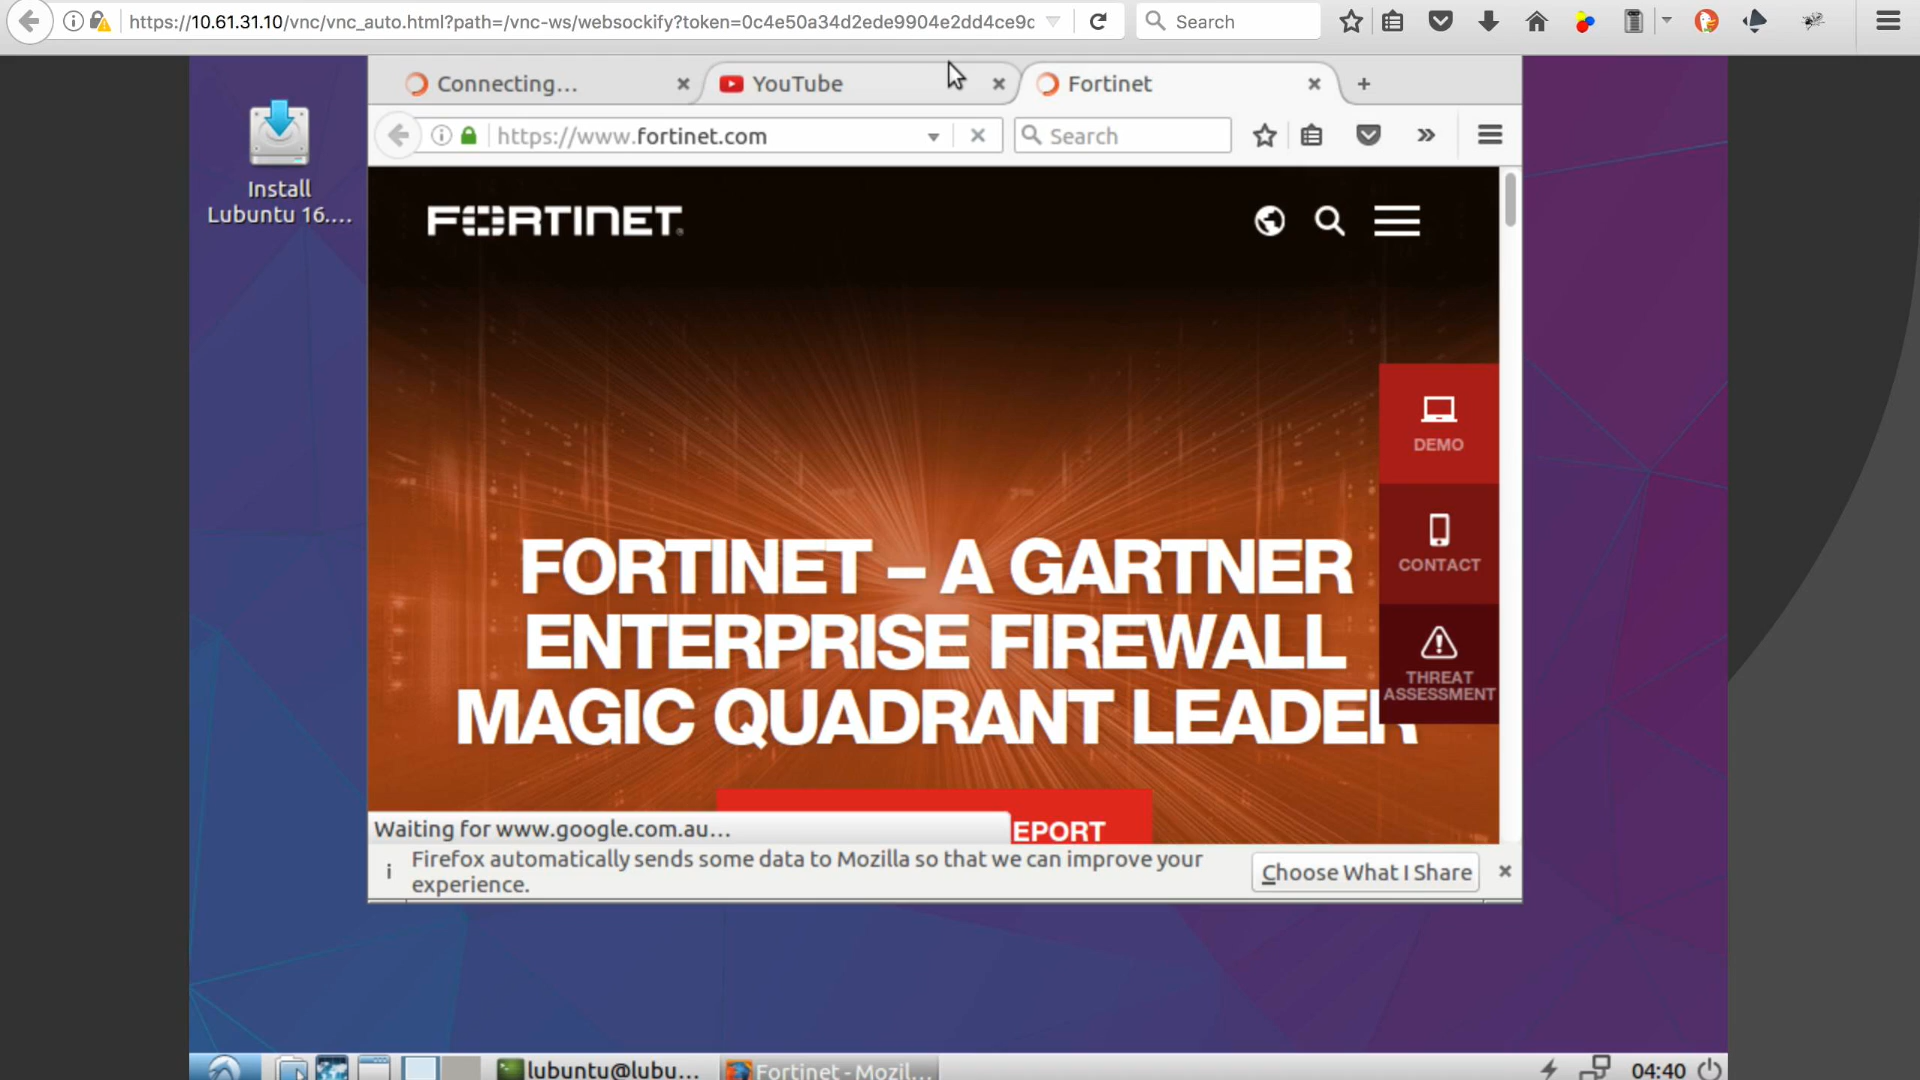 https://10.61.31.10/vnc/vnc_auto.html?path=/vnc-ws/websockify?token=0c4e50a34d2ede9904e2dd4ce9c
Search
Connecting...
YouTube
Fortinet
https://www.fortinet.com
Search
Install
Lubuntu 16....
FORTINET
DEMO
CONTACT
THREAT
ASSESSMENT
FORTINET – A GARTNER
ENTERPRISE FIREWALL
MAGIC QUADRANT LEADER
EPORT
Waiting for www.google.com.au...
Firefox automatically sends some data to Mozilla so that we can improve your
experience.
Choose What I Share
lubuntu@lubu...
Fortinet - Mozil...
04:40